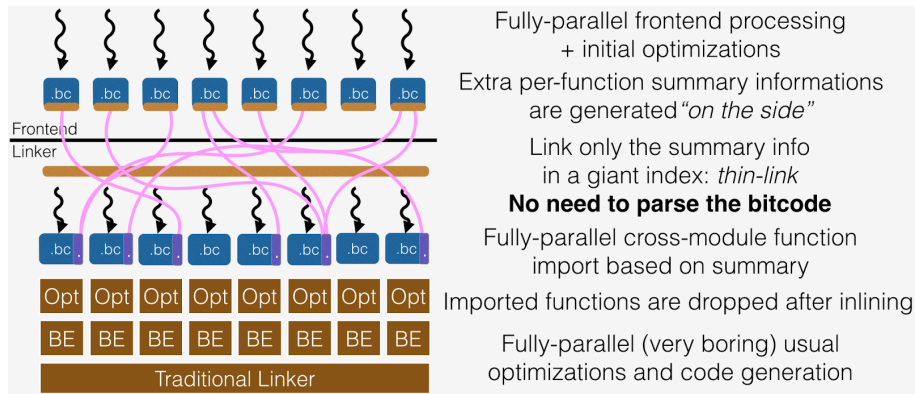 Fully-parallel frontend processing
+ initial optimizations
.bc .bc .bc .bc .bc .bc .bc .bc
Extra per-function summary informations
are generated “on the side”
Frontend
Linker
Link only the summary info
in a giant index: thin-link
No need to parse the bitcode
.bc .bc .bc .bc .bc .bc .bc .bc
Fully-parallel cross-module function
import based on summary
Opt Opt Opt Opt Opt Opt Opt Opt
Imported functions are dropped after inlining
BE BE BE BE BE BE BE BE
Fully-parallel (very boring) usual
optimizations and code generation
Traditional Linker